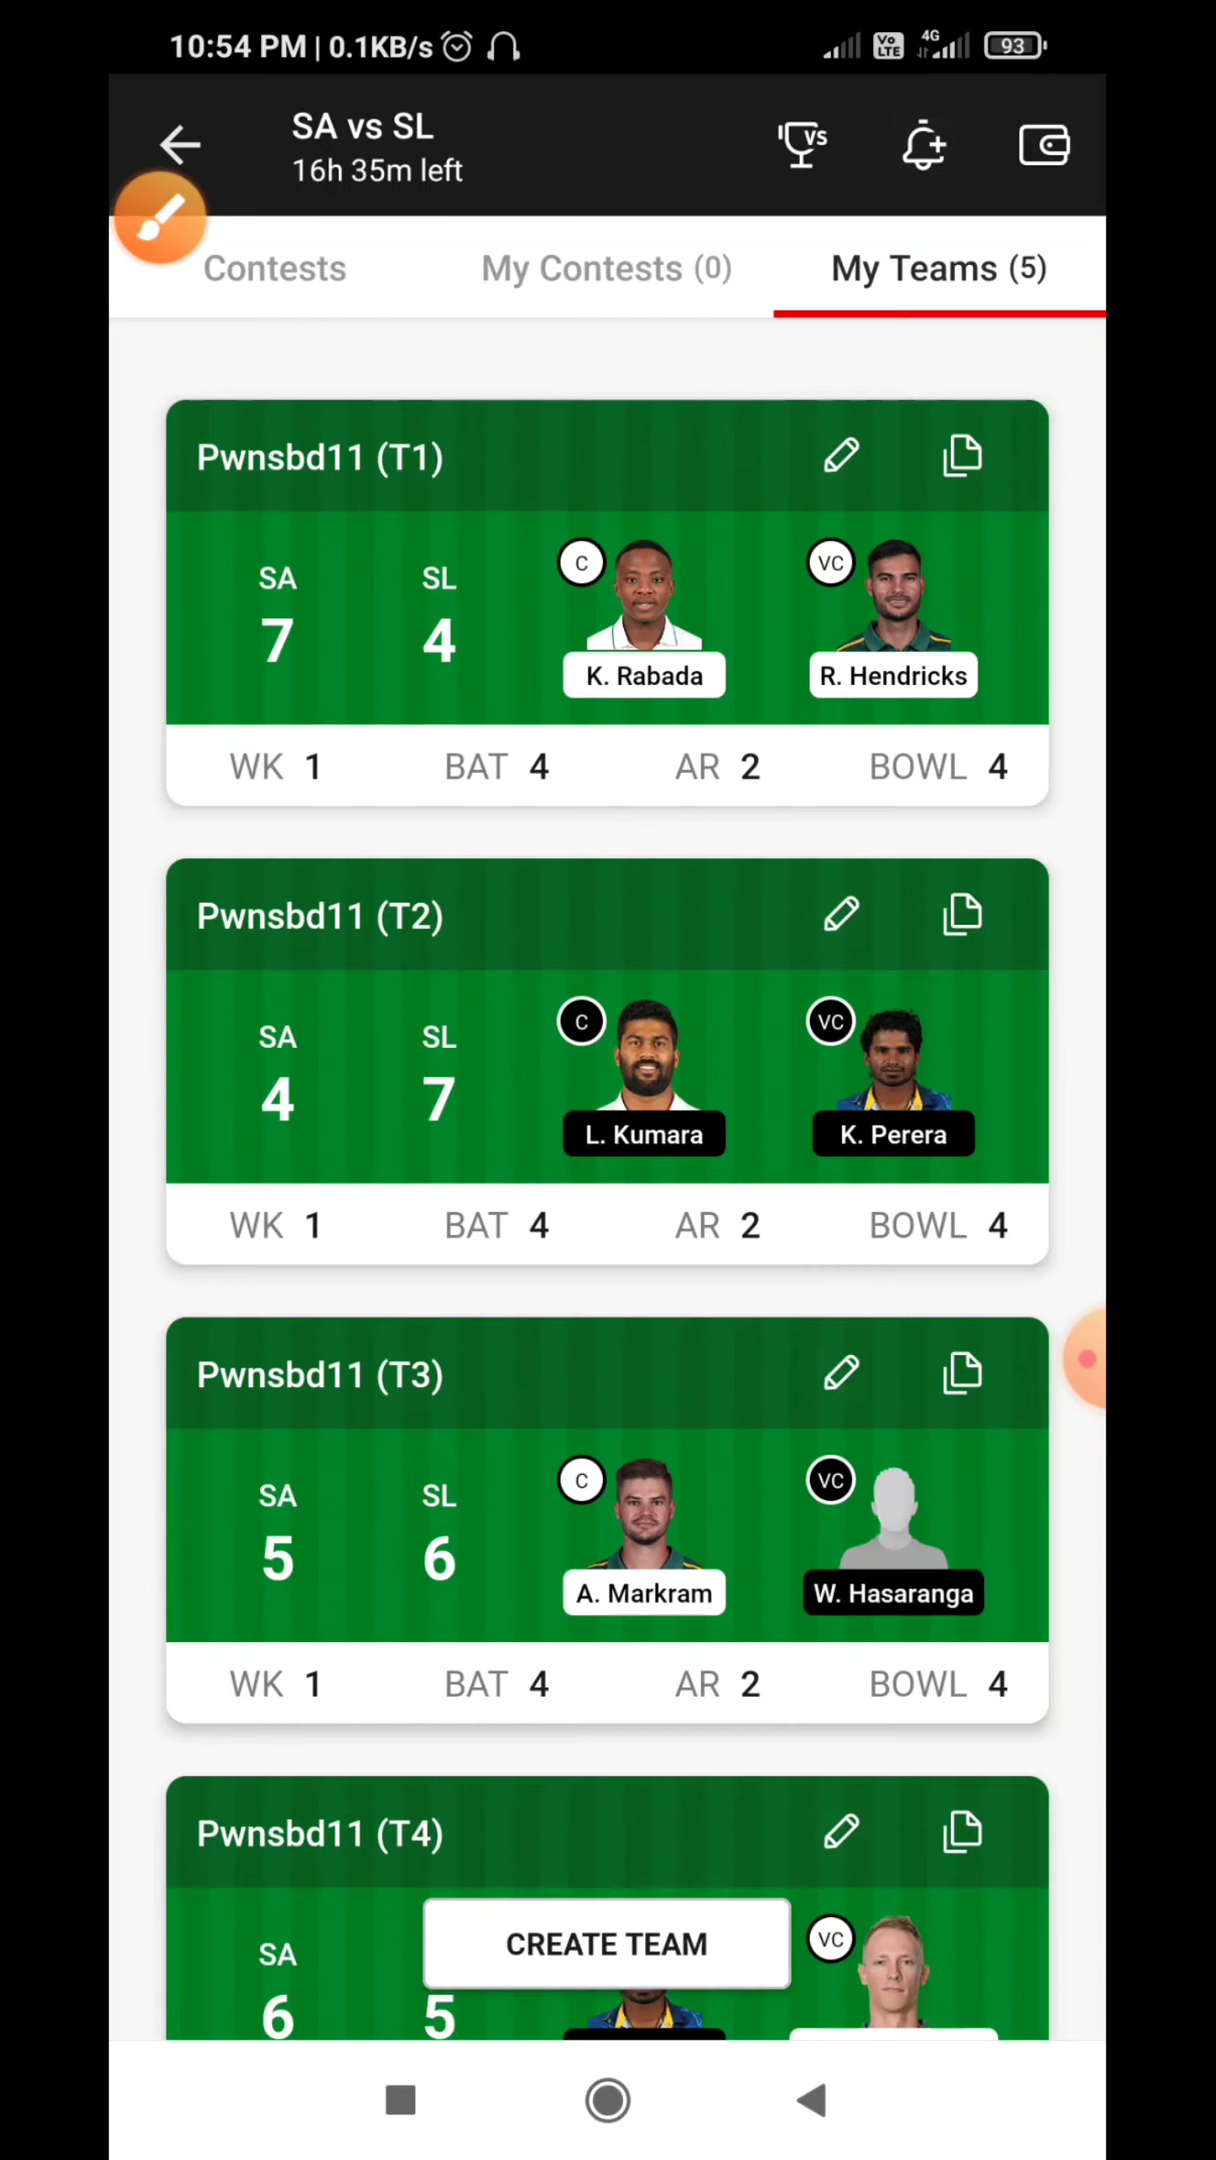 10:54 PM | 0.1KB/s
Vo LTE
4G
93
SA vs SL
16h 35m left
VS
Contests
My Contests (0)
My Teams (5)
Pwnsbd11 (T1)
SA
SL
7
4
C
VC
K. Rabada
R. Hendricks
WK 1
BAT 4
AR 2
BOWL 4
Pwnsbd11 (T2)
SA
SL
4
7
C
VC
L. Kumara
K. Perera
WK 1
BAT 4
AR 2
BOWL 4
Pwnsbd11 (T3)
SA
SL
5
6
C
VC
A. Markram
W. Hasaranga
WK 1
BAT 4
AR 2
BOWL 4
Pwnsbd11 (T4)
SA
CREATE TEAM
VC
6
5